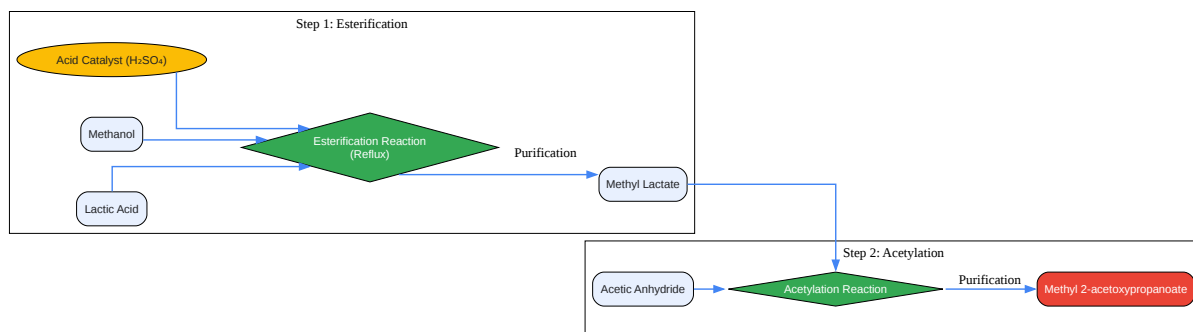 Step 1: Esterification
Acid Catalyst (H₂SO₄)
Methanol
Esterification Reaction
(Reflux)
Purification
Methyl Lactate
Lactic Acid
Step 2: Acetylation
Acetic Anhydride
Acetylation Reaction
Purification
Methyl 2-acetoxypropanoate